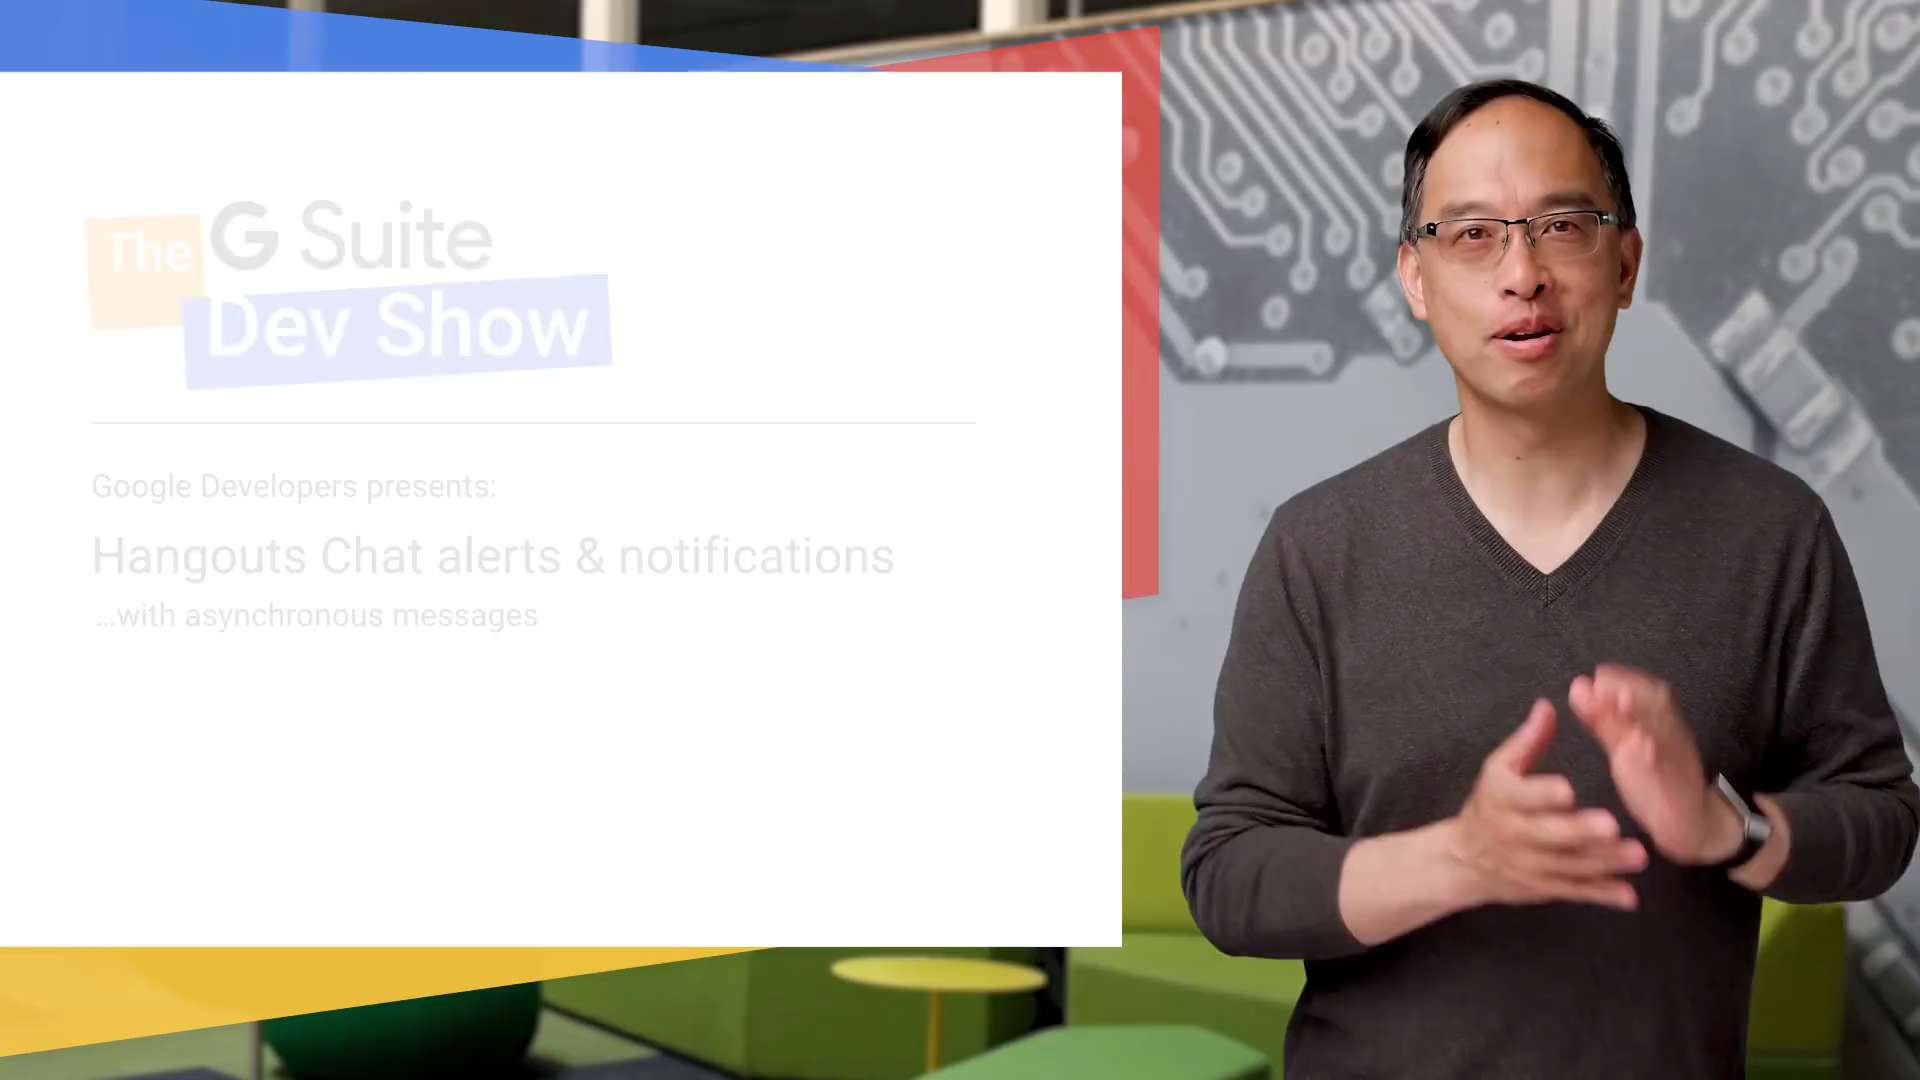 The G Suite
Dev Show
Google Developers presents:
Hangouts Chat alerts & notifications
...with asynchronous messages